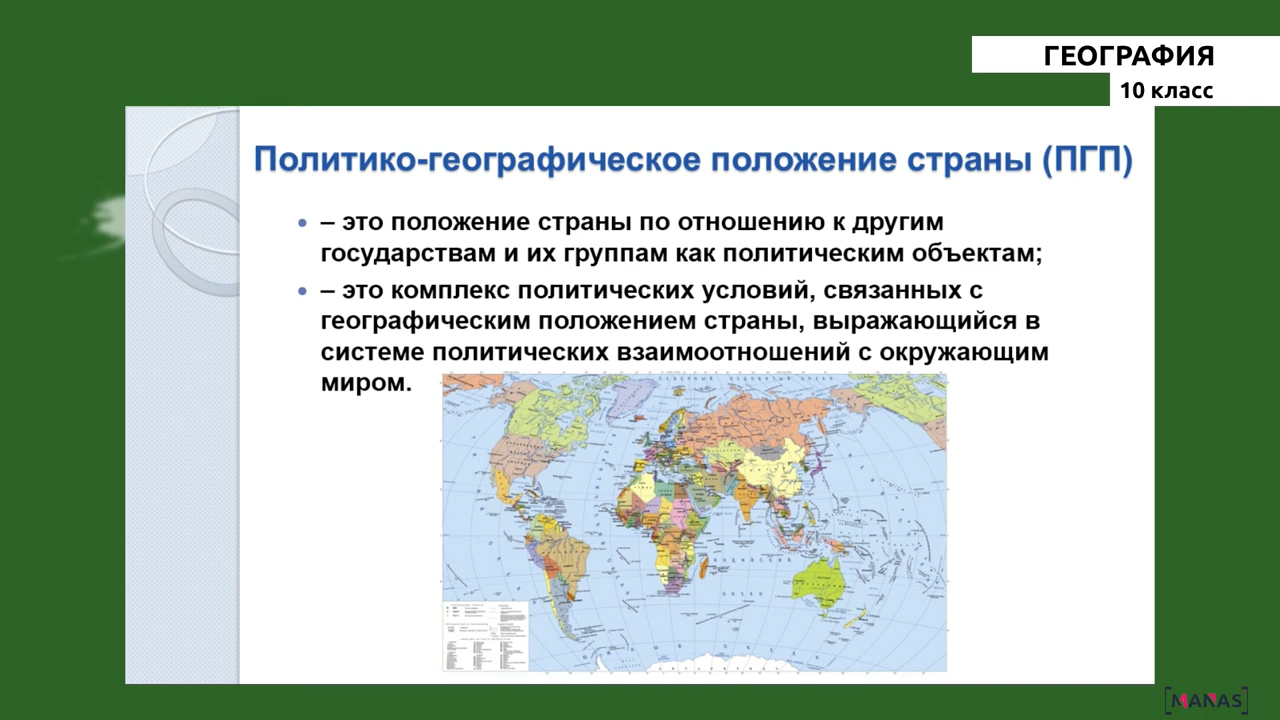 ГЕОГРАФИЯ
10 класс
Политико-географическое положение страны (ПГП)
• – это положение страны по отношению к другим
государствам и их группам как политическим объектам;
• – это комплекс политических условий, связанных с
географическим положением страны, выражающийся в
системе политических взаимоотношений с окружающим
миром.
[MANAS]